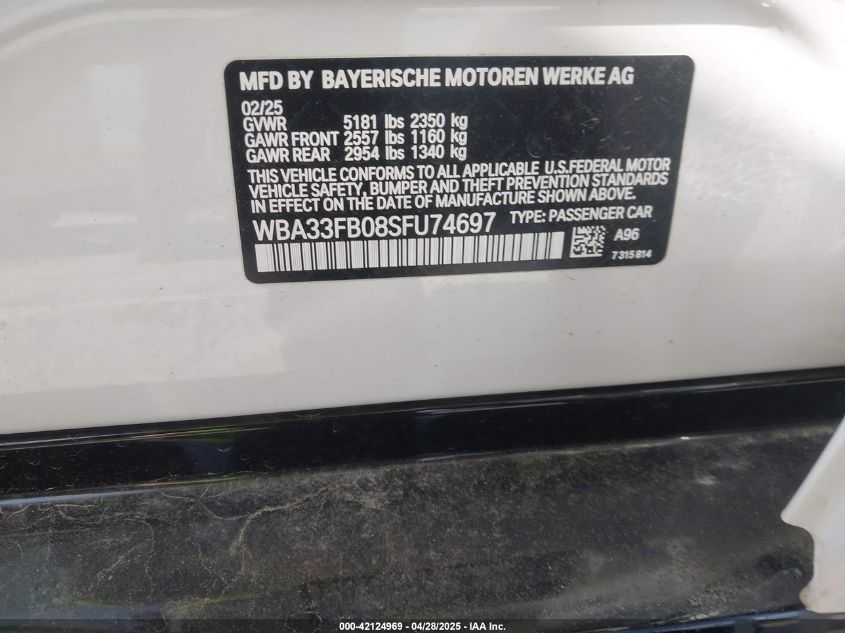 MFD BY BAYERISCHE MOTOREN WERKE AG
02/25
GVWR 5181 lbs 2350 kg
GAWR FRONT 2557 lbs 1160 kg
GAWR REAR 2954 lbs 1340 kg
THIS VEHICLE CONFORMS TO ALL APPLICABLE U.S.FEDERAL MOTOR
VEHICLE SAFETY, BUMPER AND THEFT PREVENTION STANDARDS
IN EFFECT ON THE DATE OF MANUFACTURE SHOWN ABOVE.
WBA33FB08SFU74697 TYPE: PASSENGER CAR
A96
7315814
000-42124969 - 04/28/2025 - IAA Inc.